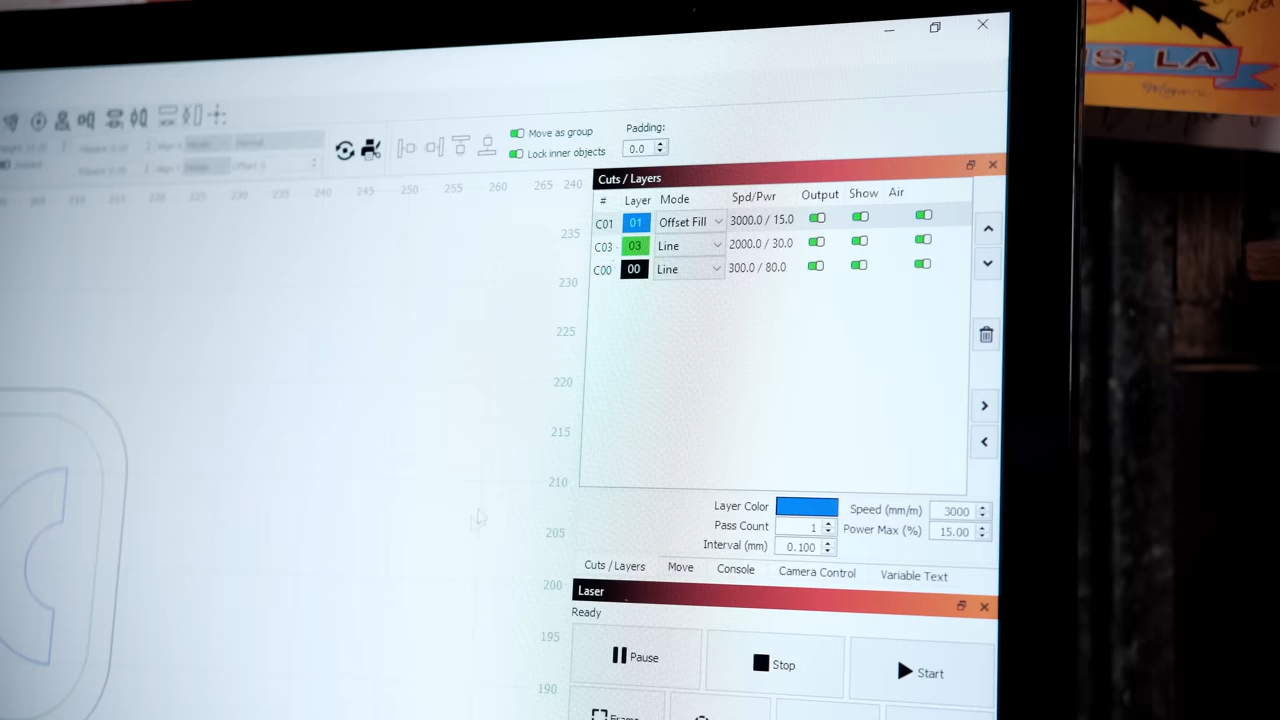 S, LA
Move as group
Padding:
Lock inner objects
0.0
240 245 250 255 260 265 240
Cuts / Layers
# Layer Mode Spd/Pwr Output Show Air
C01 01 Offset Fill 3000.0 / 15.0
235
C03 03 Line 2000.0 / 30.0
C00 00 Line 300.0 / 80.0
230
225
220
215
210
Layer Color Speed (mm/m) 3000
Pass Count 1 Power Max (%) 15.00
205
Interval (mm) 0.100
Cuts / Layers Move Console Camera Control Variable Text
200
Laser
Ready
195
Pause Stop Start
190
Frame